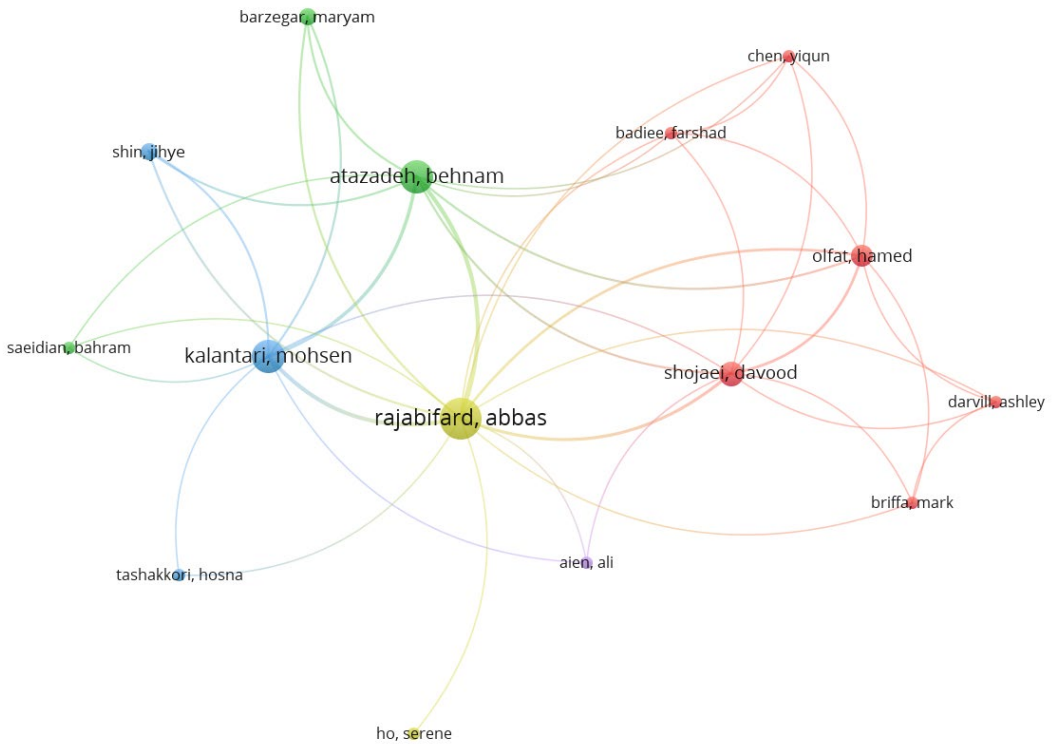 barzegar, maryam
chen, yiqun
badiee, farshad
shin, jihye
atazadeh, behnam
olfat, hamed
saeidian, bahram
kalantari, mohsen
shojaei, davood
darvill, ashley
rajabifard, abbas
briffa, mark
aien, ali
tashakkori, hosna
ho, serene